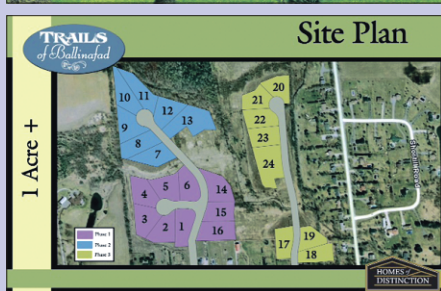 TRAILS
of Ballinafad
Site Plan
1 Acre +
10
11
12
13
9
8
7
20
21
22
23
24
5
6
4
3
2
1
14
15
16
17
19
18
Phase 1
Phase 2
Phase 3
HOMES of
DISTINCTION